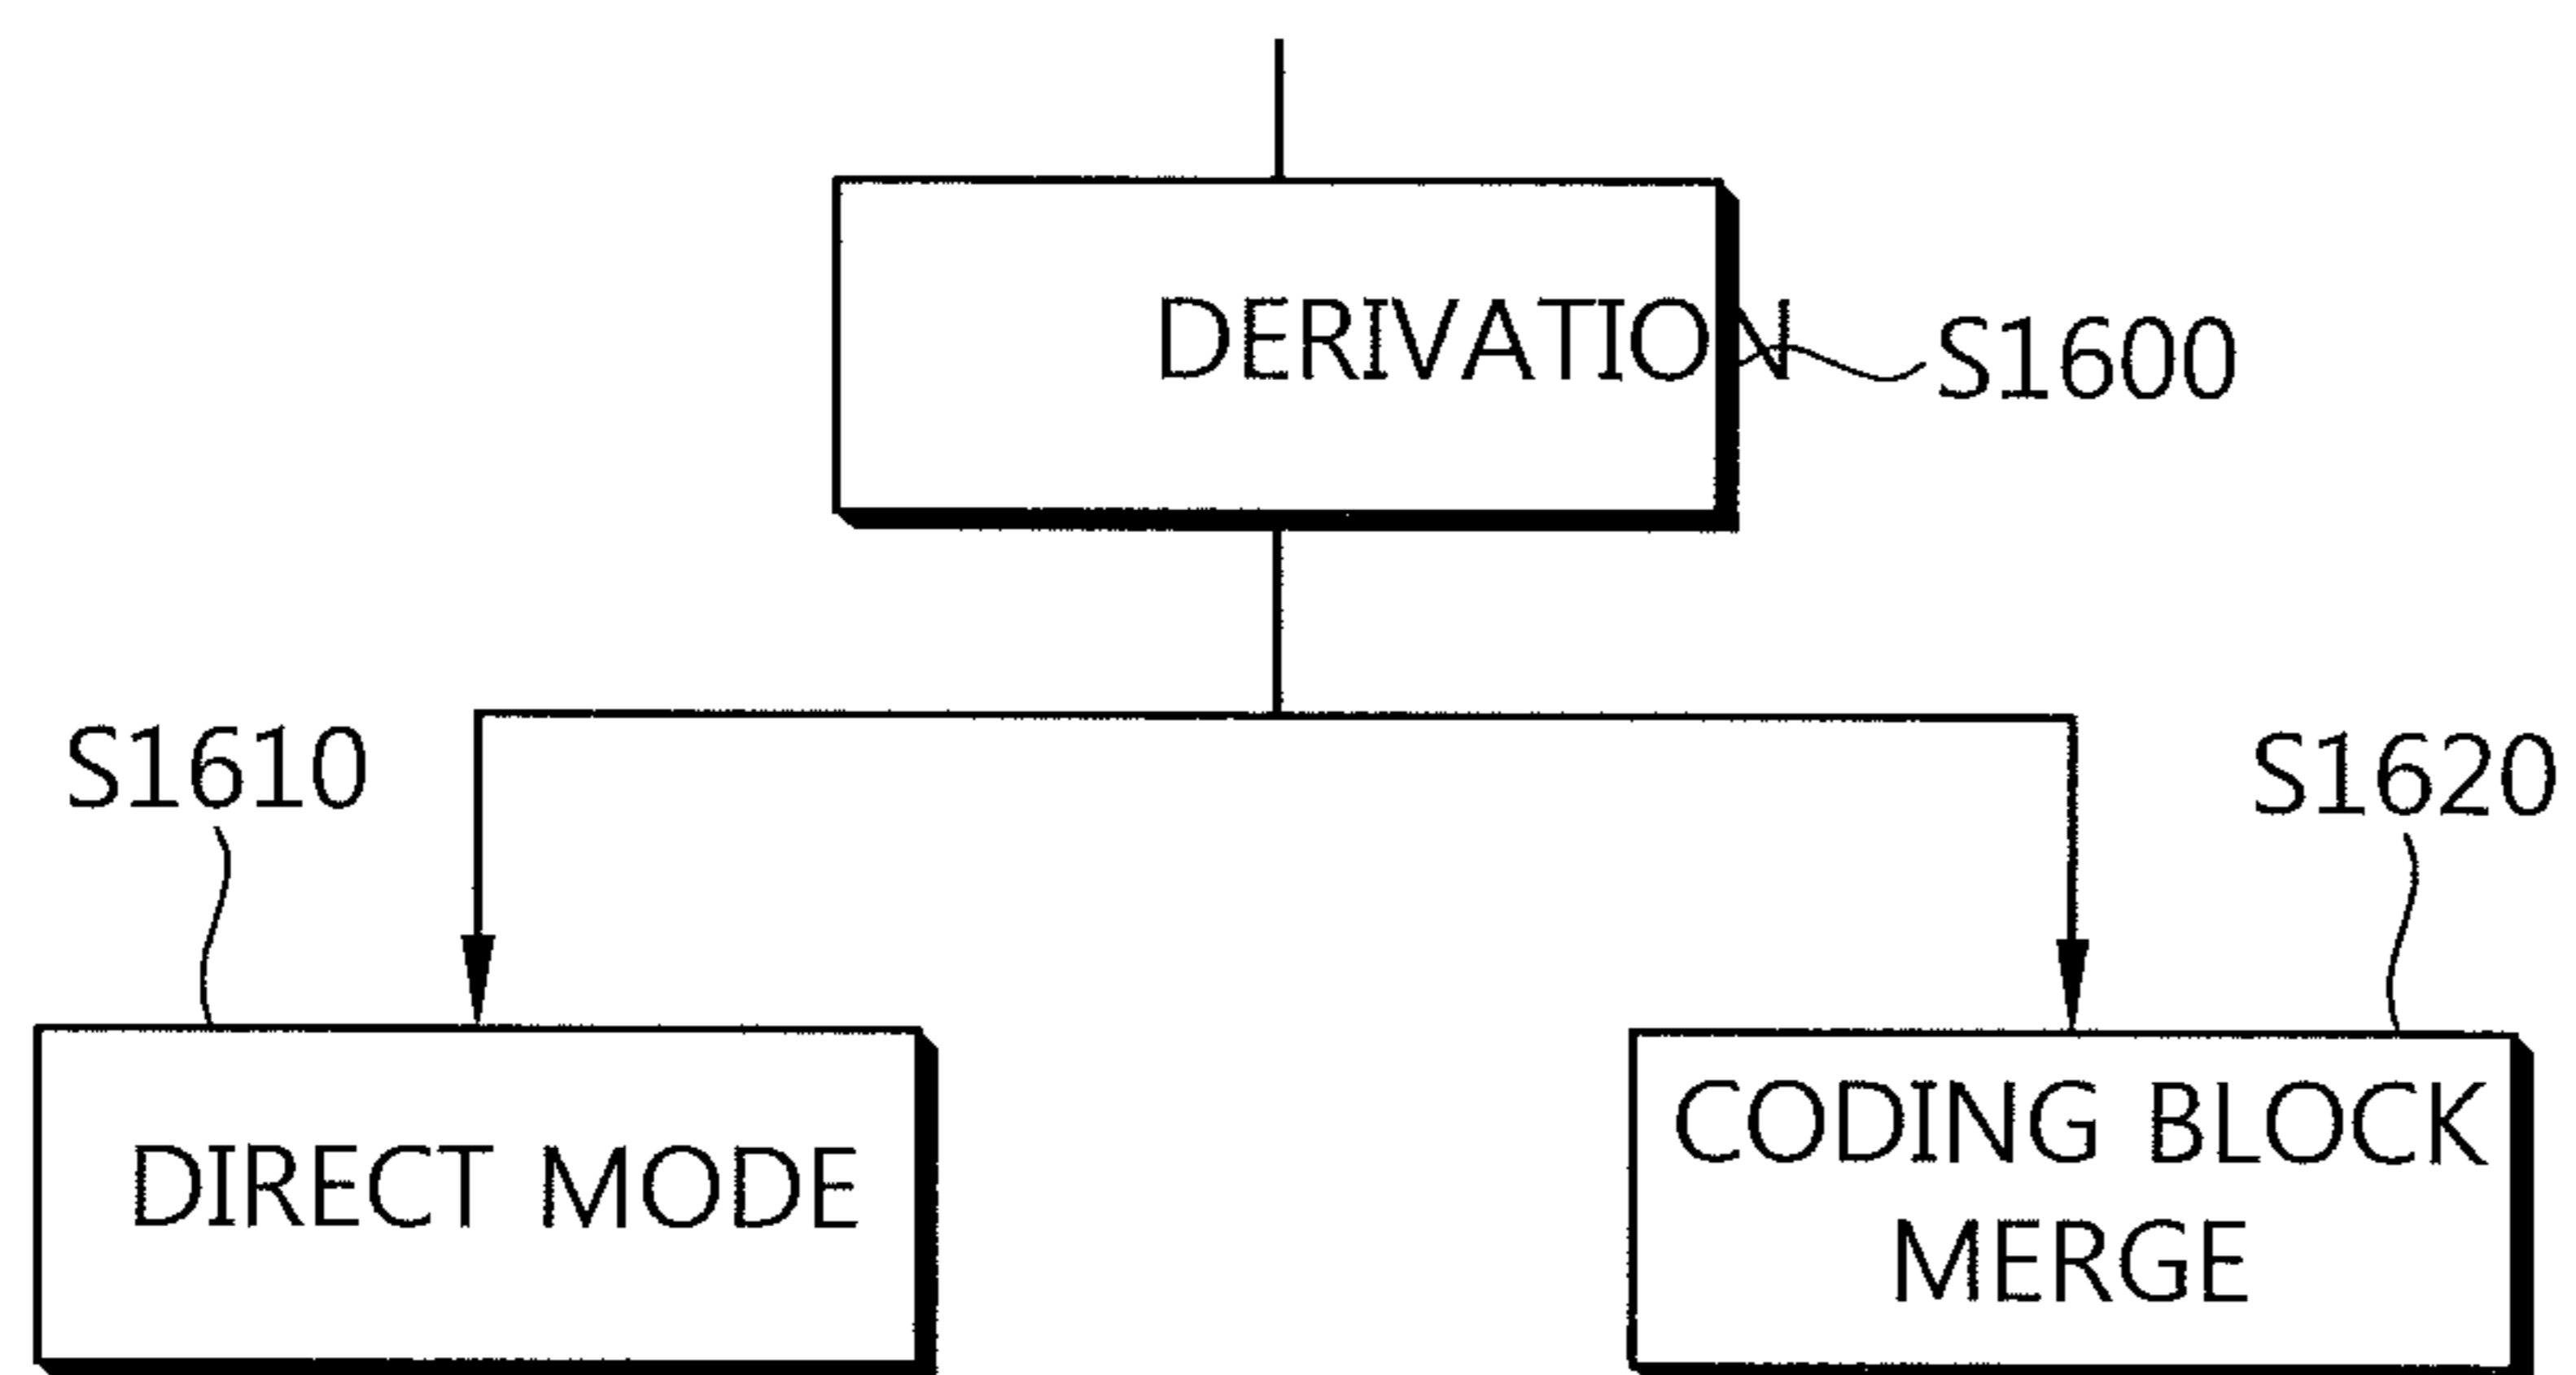 DERIVATION
S1600
S1610
S1620
DIRECT MODE
CODING BLOCK
MERGE